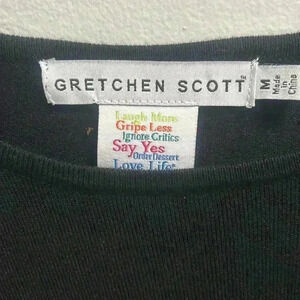 GRETCHEN SCOTT
M
Made
in
China
Laugh More
Gripe Less
Ignore Critics
Say Yes
Order Dessert
Love Life